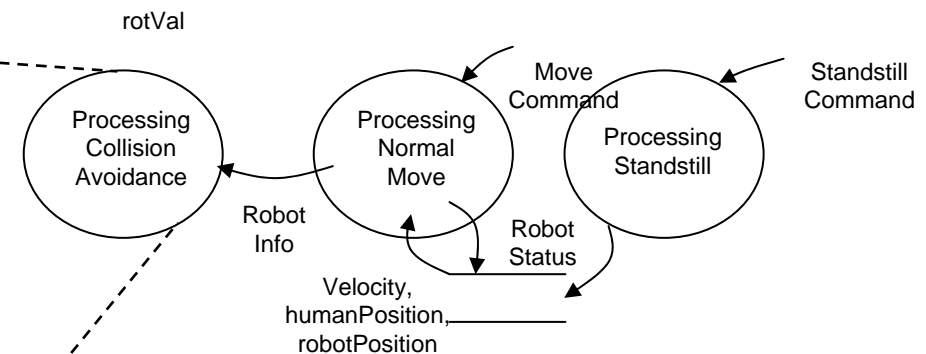 rotVal
Move
Command
Standstill
Command
Processing
Collision
Avoidance
Processing
Normal
Move
Processing
Standstill
Robot
Info
Robot
Status
Velocity,
humanPosition,
robotPosition